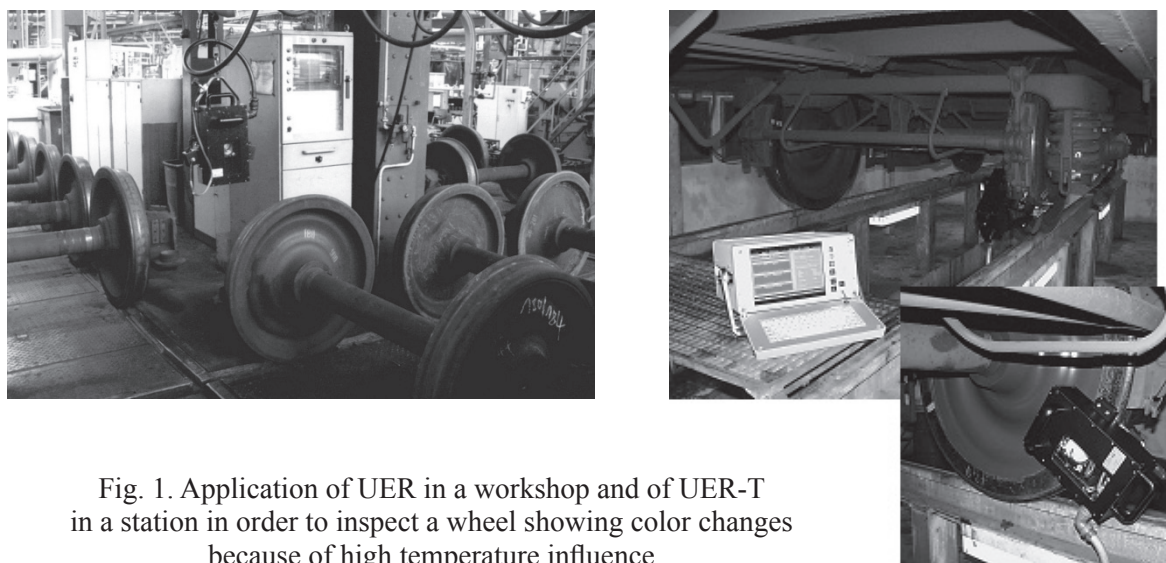 Fig. 1. Application of UER in a workshop and of UER-T
in a station in order to inspect a wheel showing color changes
because of high temperature influence